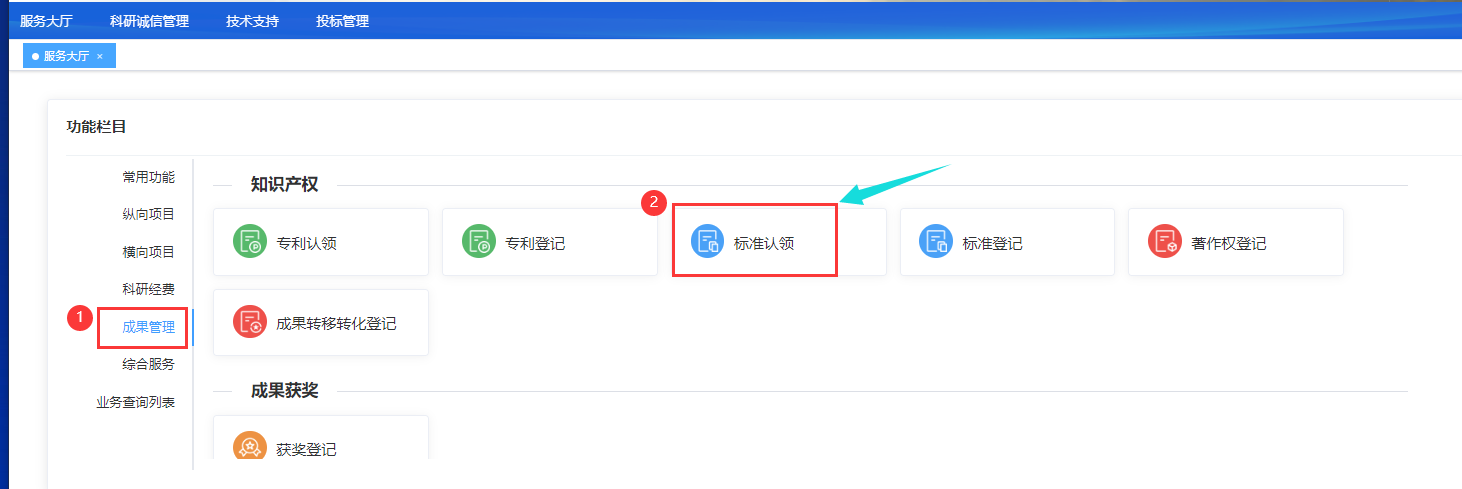 服务大厅 科研诚信管理 技术支持 投标管理
服务大厅 ×
功能栏目
常用功能
纵向项目
横向项目
科研经费
1 成果管理
综合服务
业务查询列表
知识产权
2
专利认领 专利登记 标准认领 标准登记 著作权登记
成果转移转化登记
成果获奖
获奖登记